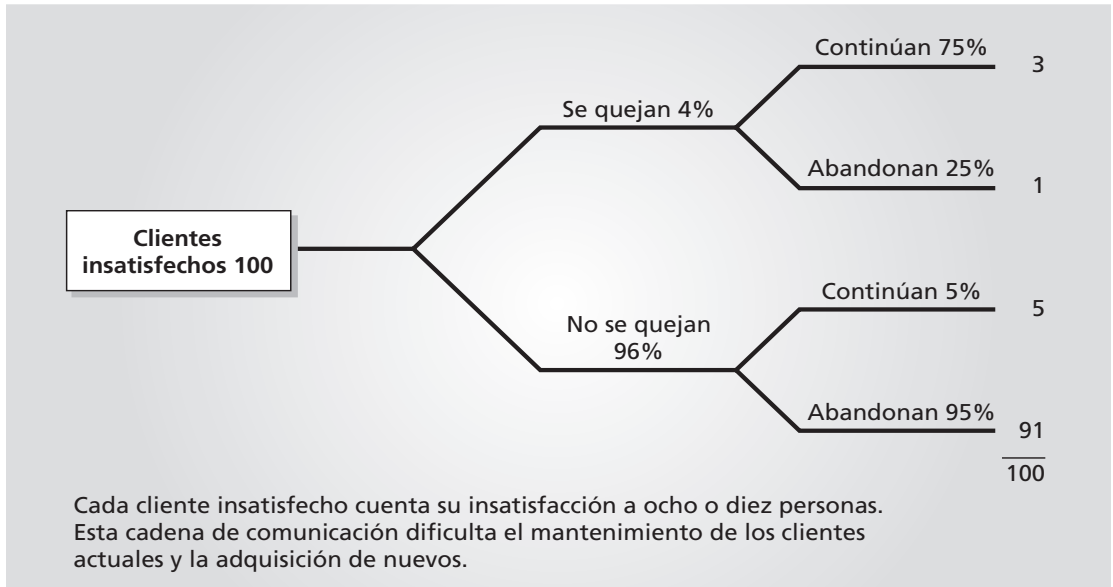 Continúan 75% 3
Se quejan 4%
Abandonan 25% 1
Clientes
insatisfechos 100
Continúan 5% 5
No se quejan
96%
Abandonan 95% 91
100
Cada cliente insatisfecho cuenta su insatisfacción a ocho o diez personas.
Esta cadena de comunicación dificulta el mantenimiento de los clientes
actuales y la adquisición de nuevos.